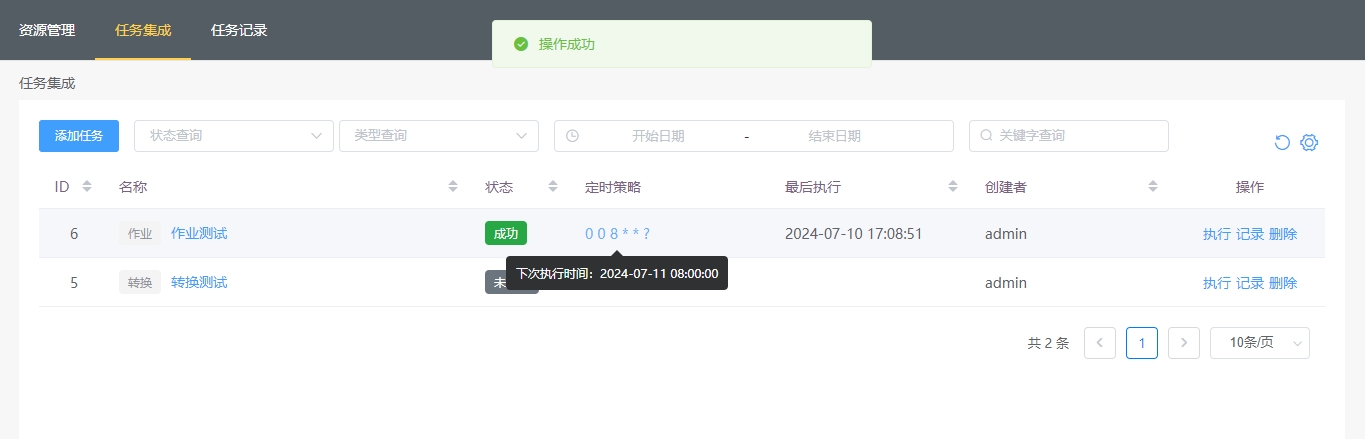 资源管理 任务集成 任务记录
操作成功
任务集成
添加任务 状态查询 类型查询 开始日期 - 结束日期 关键字查询
ID 名称 状态 定时策略 最后执行 创建者 操作
6 作业 作业测试 成功 0 0 8 * * ? 2024-07-10 17:08:51 admin 执行 记录 删除
下次执行时间：2024-07-11 08:00:00
5 转换 转换测试 未 admin 执行 记录 删除
共 2 条 1 10条/页